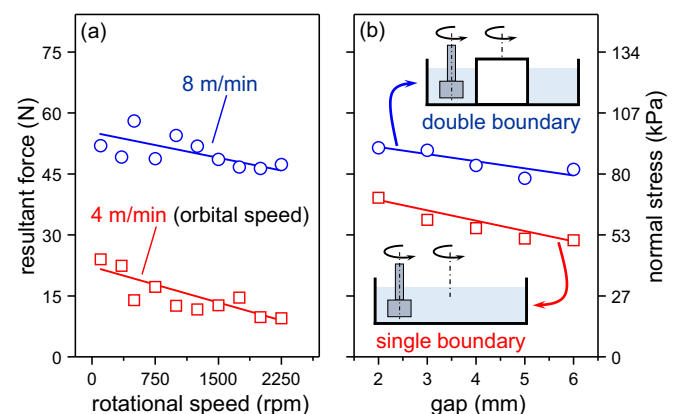 (a)
(b)
75
60
45
30
15
0
resultant force (N)
8 m/min
4 m/min (orbital speed)
0
750
1500
2250
rotational speed (rpm)
double boundary
single boundary
2
3
4
5
6
gap (mm)
134
107
80
53
27
0
normal stress (kPa)